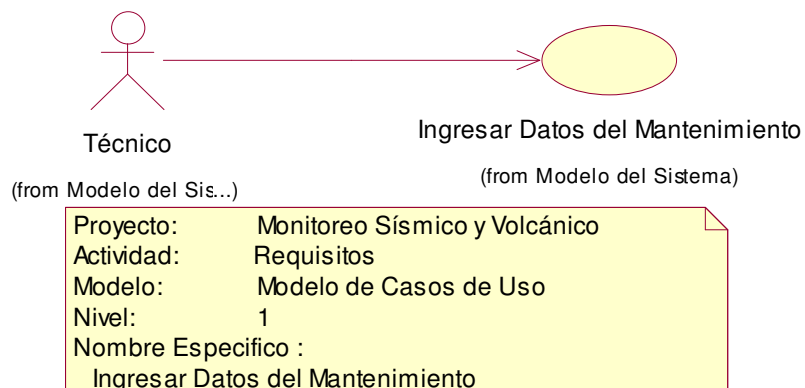 Técnico
Ingresar Datos del Mantenimiento
(from Modelo del Sis...)
(from Modelo del Sistema)
Proyecto: Monitoreo Sísmico y Volcánico
Actividad: Requisitos
Modelo: Modelo de Casos de Uso
Nivel: 1
Nombre Especifico :
Ingresar Datos del Mantenimiento